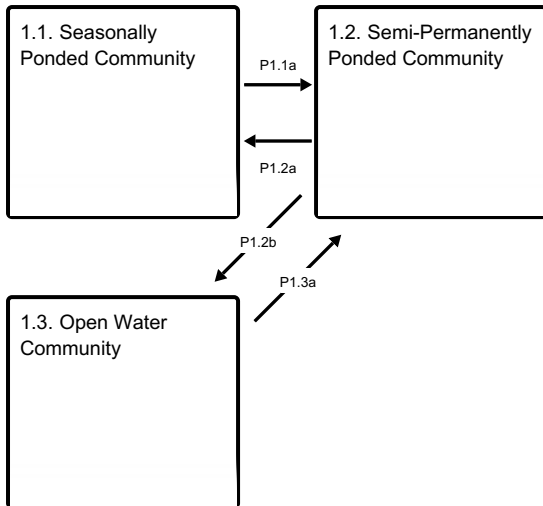 1.1. Seasonally
Ponded Community
P1.1a
1.2. Semi-Permanently
Ponded Community
P1.2a
P1.2b
P1.3a
1.3. Open Water
Community